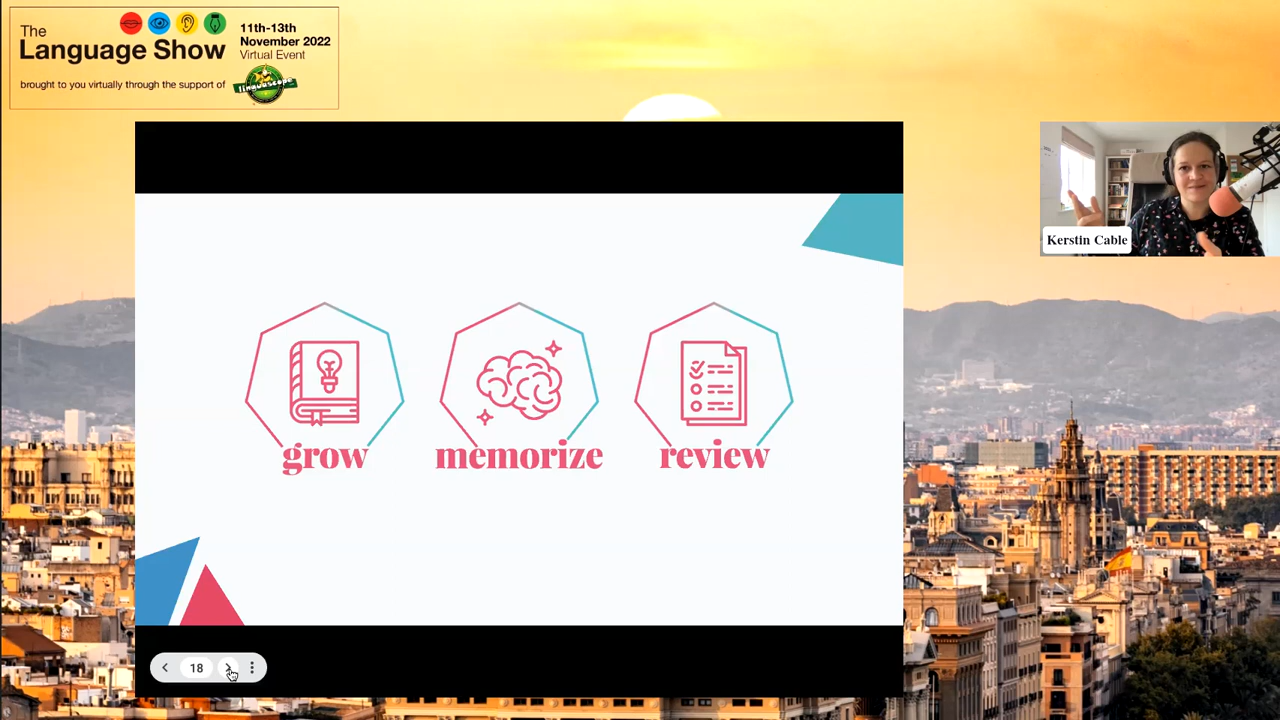 The
Language Show
11th-13th
November 2022
Virtual Event
brought to you virtually through the support of
linguascope
Kerstin Cable
grow
memorize
review
18